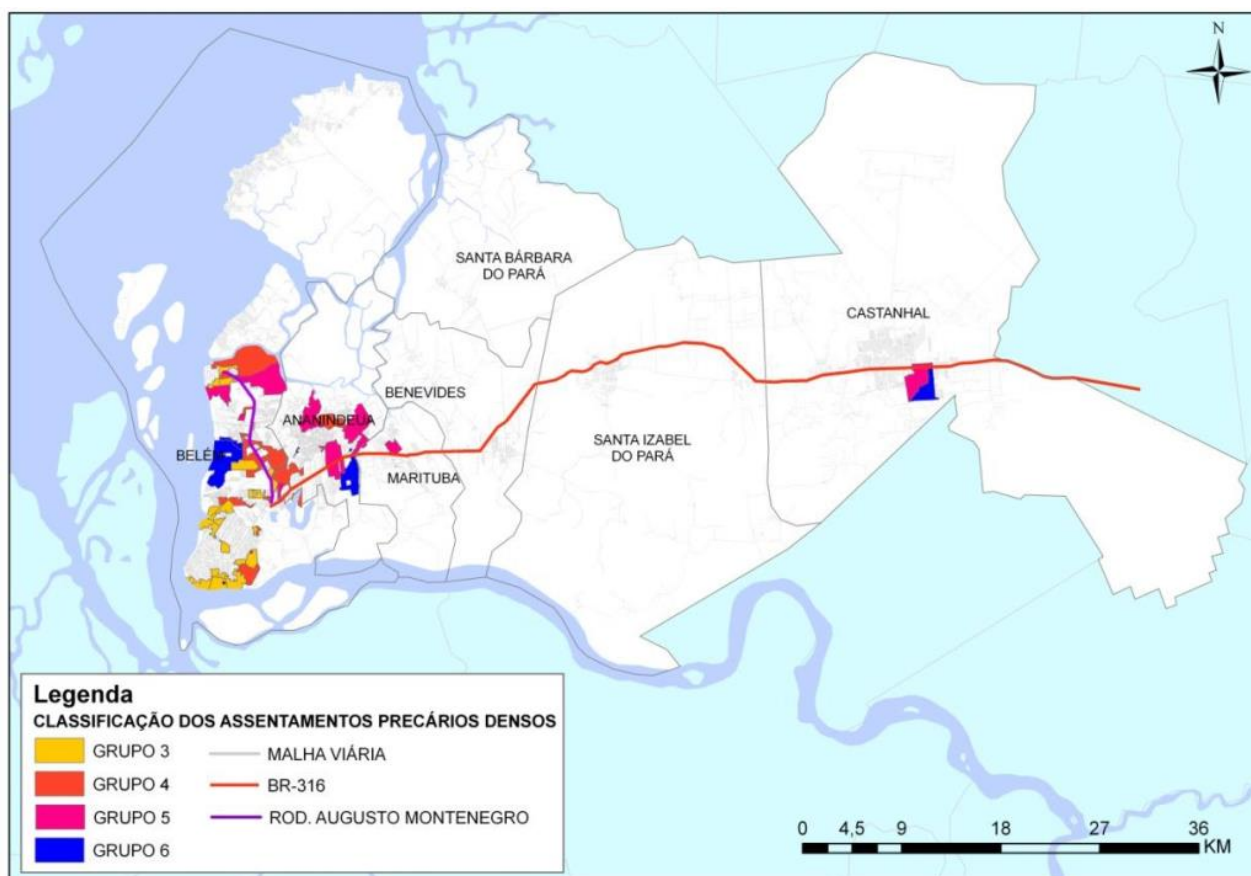 N
SANTA BÁRBARA
DO PARÁ
CASTANHAL
BENEVIDES
ANANINDEUA
SANTA IZABEL
DO PARÁ
BELÉM
MARITUBA
Legenda
CLASSIFICAÇÃO DOS ASSENTAMENTOS PRECÁRIOS DENSOS
GRUPO 3
MALHA VIÁRIA
GRUPO 4
BR-316
GRUPO 5
ROD. AUGUSTO MONTENEGRO
GRUPO 6
0 4,5 9 18 27 36
KM